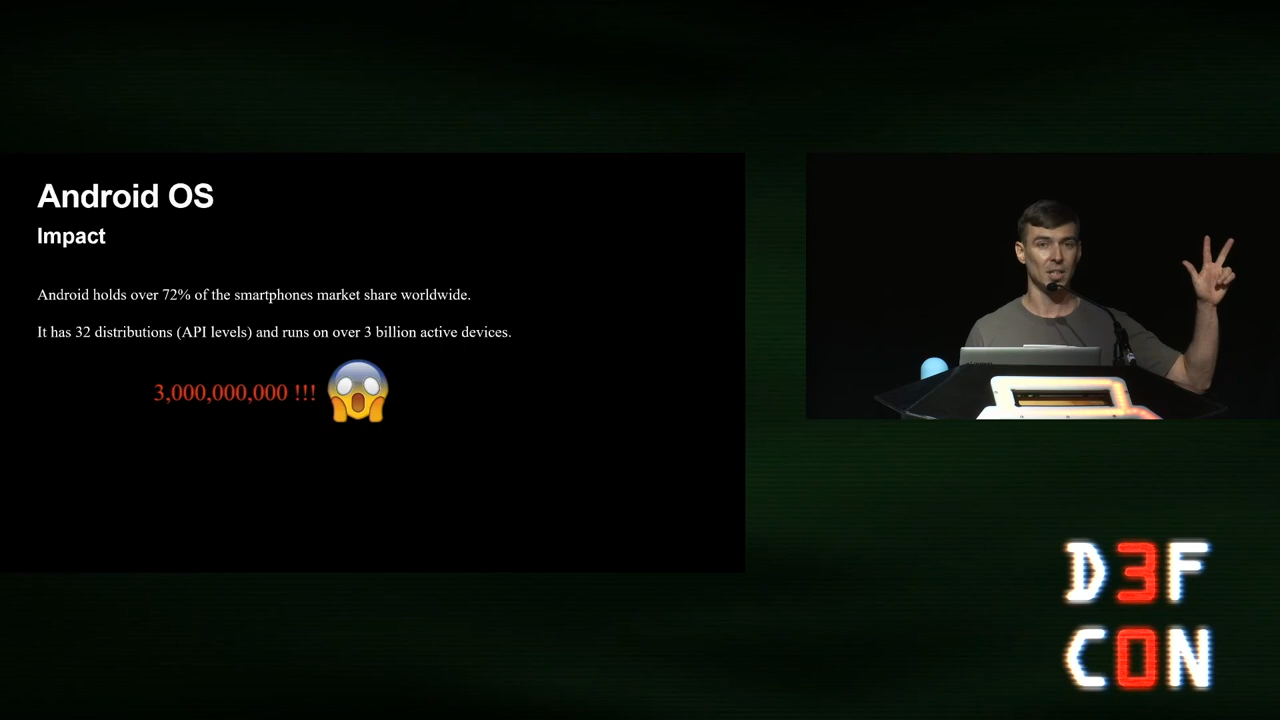 Android OS
Impact
Android holds over 72% of the smartphones market share worldwide.
It has 32 distributions (API levels) and runs on over 3 billion active devices.
3,000,000,000 !!!
D3F
C0N